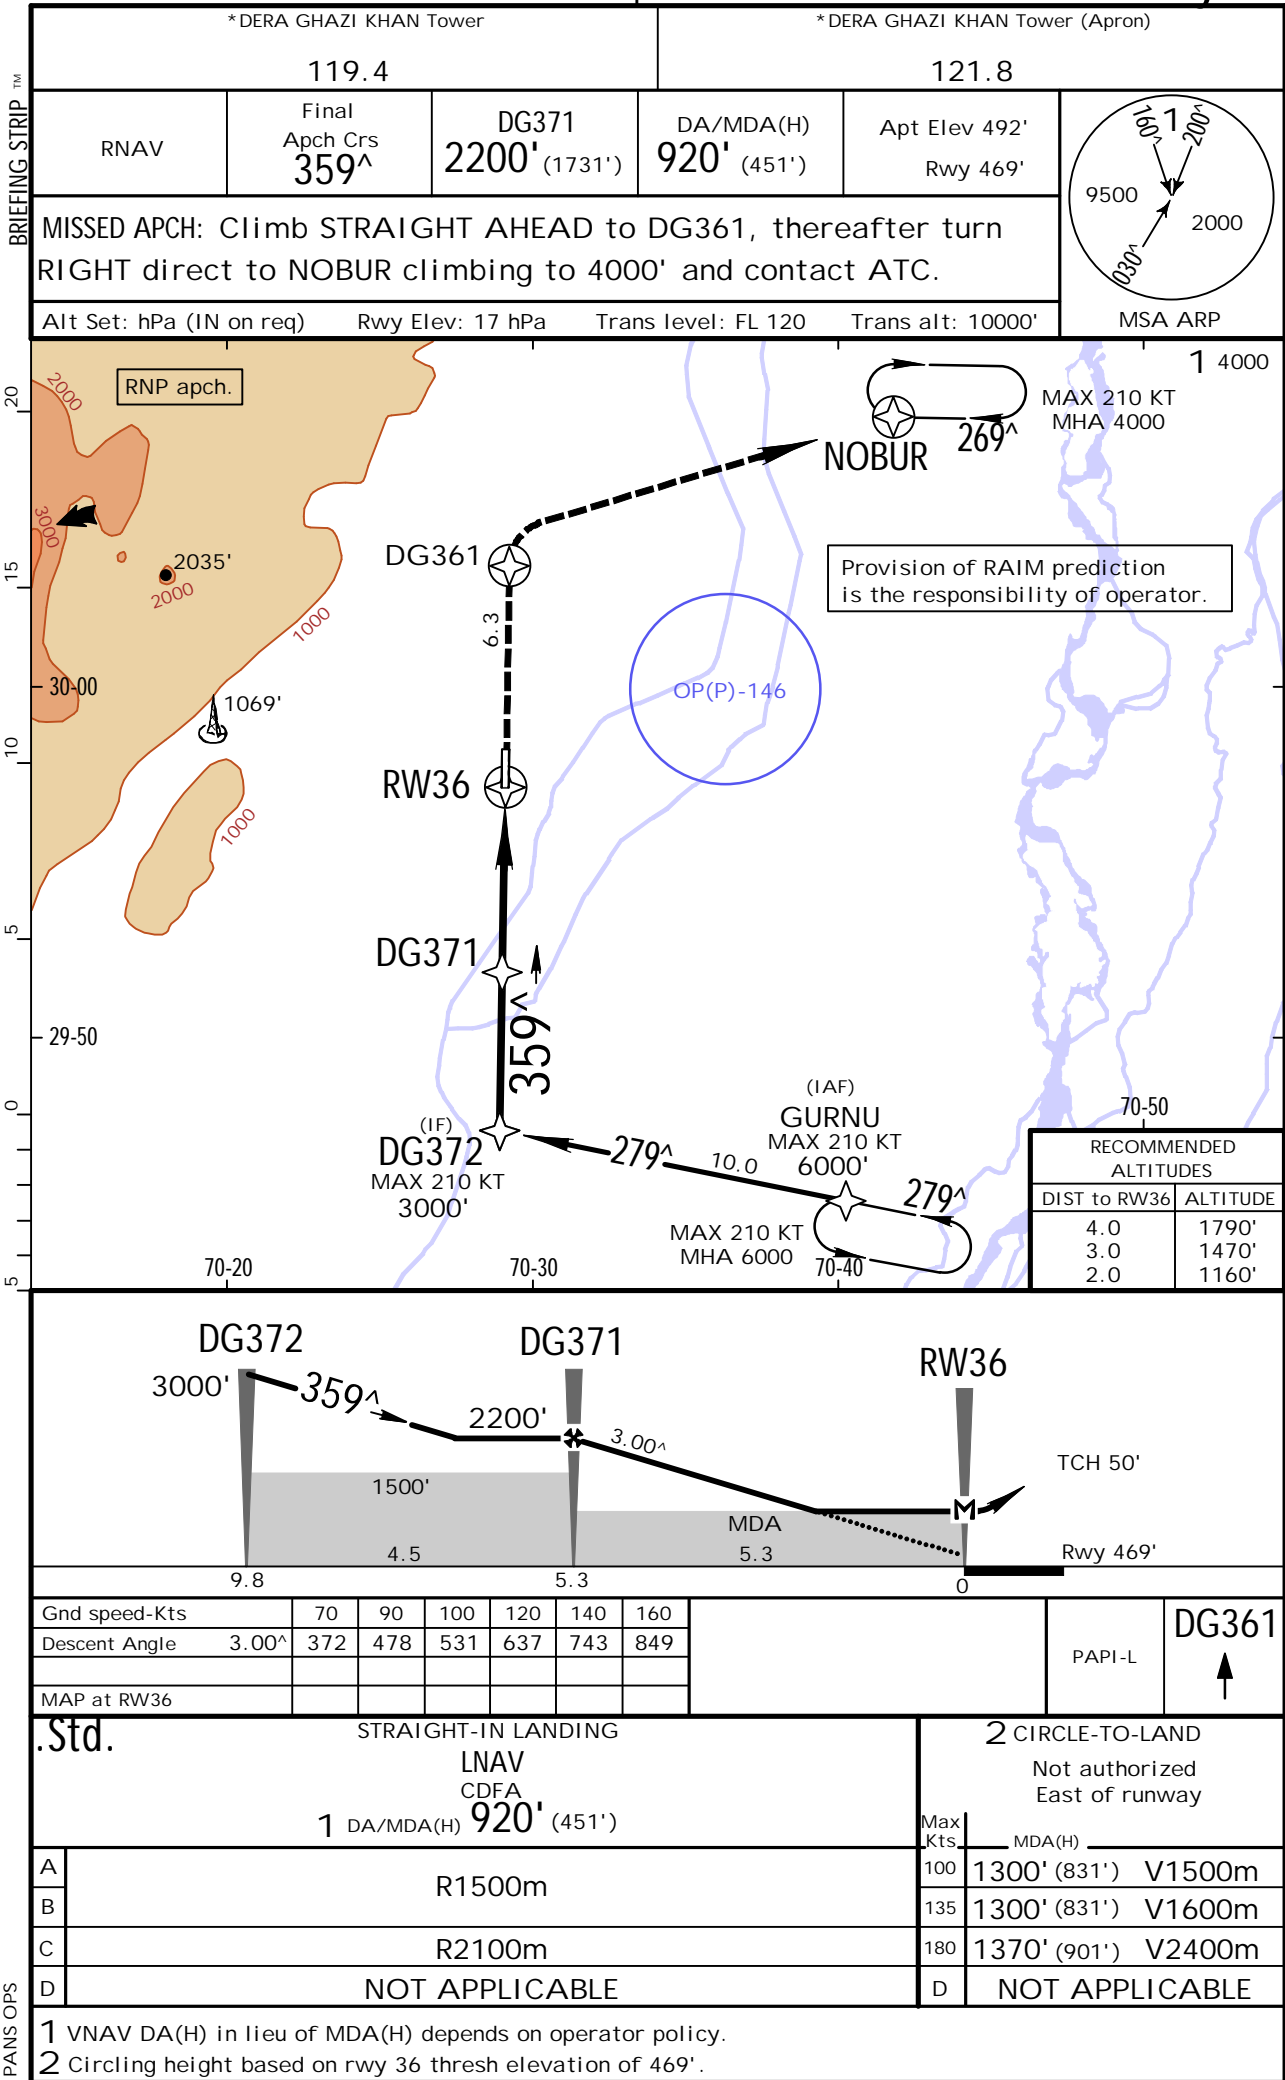 *DERA GHAZI KHAN Tower
119.4
*DERA GHAZI KHAN Tower (Apron)
121.8
BRIEFING STRIP TM
RNAV
Final
Apch Crs
359^
DG371
2200' (1731')
DA/MDA(H)
920' (451')
Apt Elev 492'
Rwy 469'
MISSED APCH: Climb STRAIGHT AHEAD to DG361, thereafter turn
RIGHT direct to NOBUR climbing to 4000' and contact ATC.
Alt Set: hPa (IN on req) Rwy Elev: 17 hPa Trans level: FL 120 Trans alt: 10000'
160^
1
200^
9500
2000
030^
MSA ARP
1 4000
RNP apch.
2000
3000
2035'
2000
1000
1069'
1000
20
15
10
5
0
5
30-00
29-50
MAX 210 KT
MHA 4000
269^
NOBUR
DG361
6.3
Provision of RAIM prediction
is the responsibility of operator.
OP(P)-146
RW36
DG371
359^
(IF)
DG372
MAX 210 KT
3000'
279^
10.0
(IAF)
GURNU
MAX 210 KT
6000'
279^
MAX 210 KT
MHA 6000
70-20
70-30
70-40
70-50
RECOMMENDED
ALTITUDES
DIST to RW36 ALTITUDE
4.0 1790'
3.0 1470'
2.0 1160'
DG372
DG371
RW36
3000'
359^
2200'
3.00^
TCH 50'
1500'
MDA
M
4.5
5.3
Rwy 469'
9.8
5.3
0
Gnd speed-Kts 70 90 100 120 140 160
Descent Angle 3.00^ 372 478 531 637 743 849
MAP at RW36
PAPI-L
DG361
.Std.
STRAIGHT-IN LANDING
LNAV
CDFA
1 DA/MDA(H) 920' (451')
2 CIRCLE-TO-LAND
Not authorized
East of runway
Max
Kts
MDA(H)
A
B
R1500m
C
R2100m
D
NOT APPLICABLE
100 1300' (831') V1500m
135 1300' (831') V1600m
180 1370' (901') V2400m
D NOT APPLICABLE
PANS OPS
1 VNAV DA(H) in lieu of MDA(H) depends on operator policy.
2 Circling height based on rwy 36 thresh elevation of 469'.